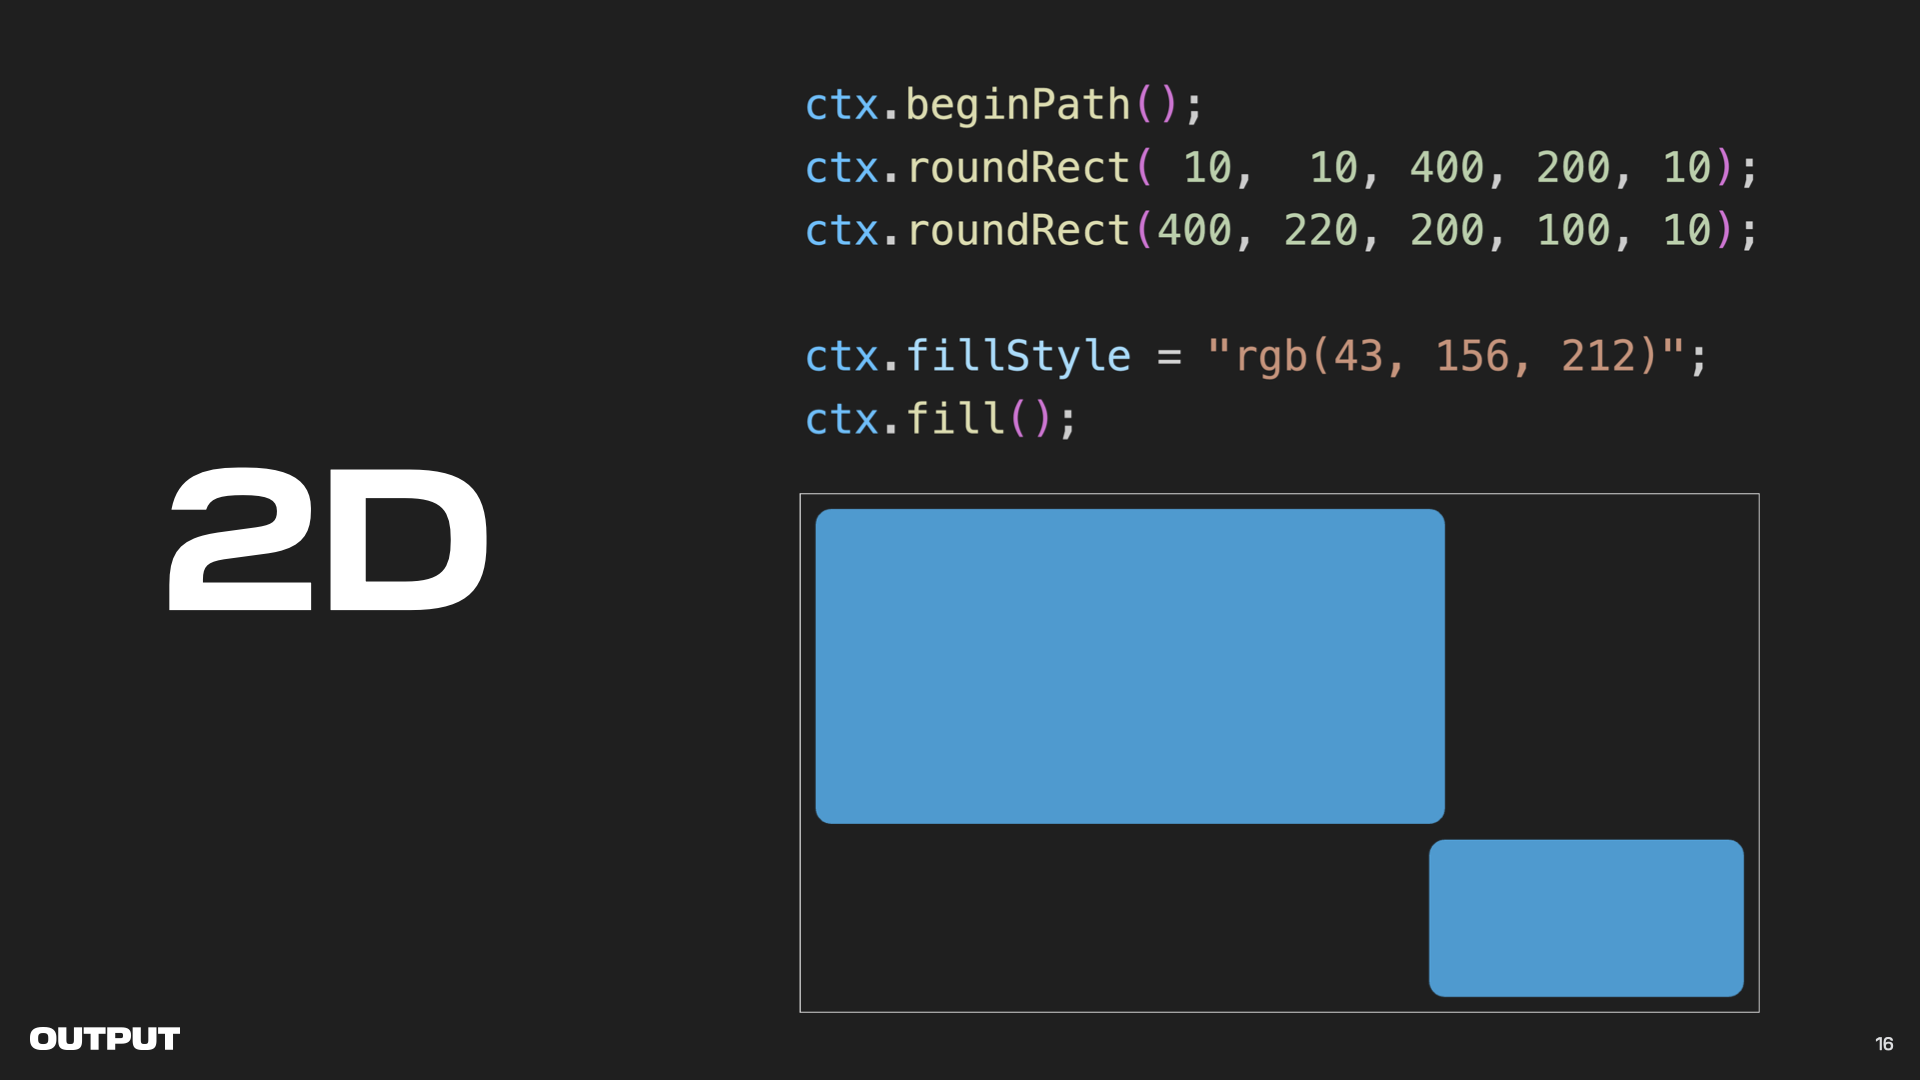 2D
ctx.beginPath();
ctx.roundRect( 10,  10, 400, 200, 10);
ctx.roundRect(400, 220, 200, 100, 10);
ctx.fillStyle = "rgb(43, 156, 212)";
ctx.fill();
OUTPUT
16